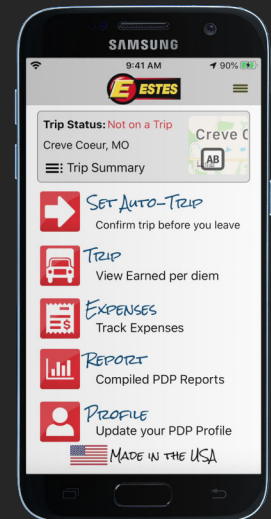 SAMSUNG
9:41 AM 90%
E ESTES
Trip Status: Not on a Trip
Creve Coeur, MO
Trip Summary
Creve C
AB
SET AUTO-TRIP
Confirm trip before you leave
TRIP
View Earned per diem
EXPENSES
Track Expenses
REPORT
Compiled PDP Reports
PROFILE
Update your PDP Profile
MADE IN THE USA